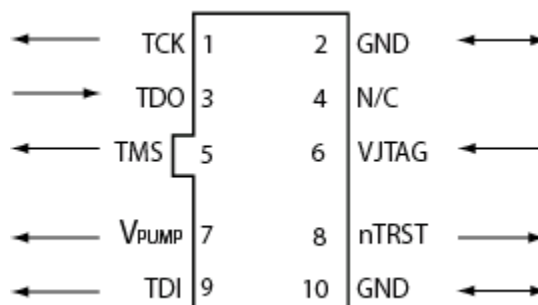 TCK 1 2 GND
TDO 3 4 N/C
TMS 5 6 VJTAG
VPUMP 7 8 nTRST
TDI 9 10 GND